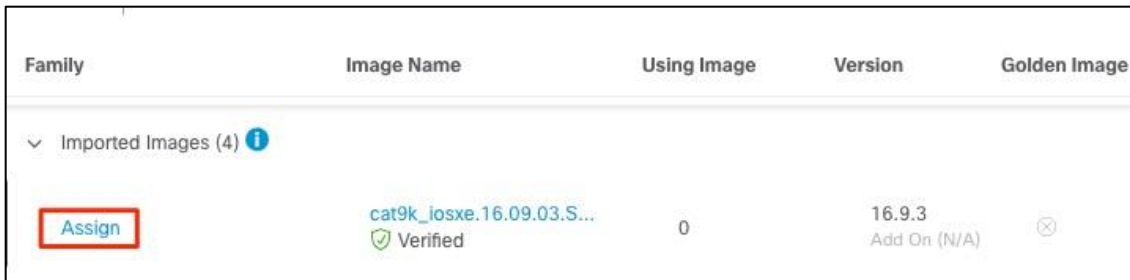 Family Image Name Using Image Version Golden Image
Imported Images (4) i
Assign cat9k_iosxe.16.09.03.S... 0 16.9.3
Verified Add On (N/A)